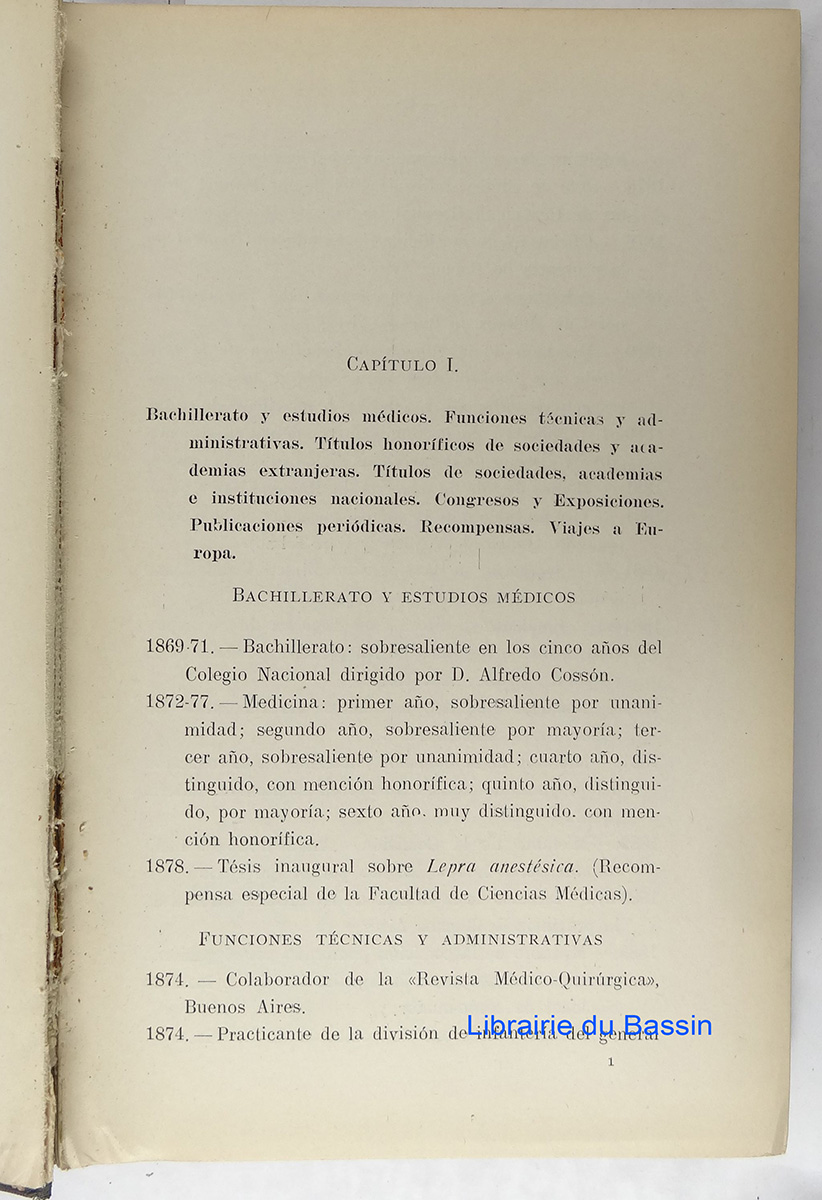 CAPÍTULO I.
Bachillerato y estudios médicos. Funciones técnicas y ad-
ministrativas. Títulos honoríficos de sociedades y aca-
demias extranjeras. Títulos de sociedades, academias
e instituciones nacionales. Congresos y Exposiciones.
Publicaciones periódicas. Recompensas. Viajes a Eu-
ropa.
BACHILLERATO Y ESTUDIOS MÉDICOS
1869-71. — Bachillerato: sobresaliente en los cinco años del
Colegio Nacional dirigido por D. Alfredo Cossón.
1872-77. — Medicina: primer año, sobresaliente por unani-
midad; segundo año, sobresaliente por mayoría; ter-
cer año, sobresaliente por unanimidad; cuarto año, dis-
tinguido, con mención honorífica; quinto año, distingui-
do, por mayoría; sexto año. muy distinguido. con men-
ción honorífica.
1878. — Tésis inaugural sobre Lepra anestésica. (Recom-
pensa especial de la Facultad de Ciencias Médicas).
FUNCIONES TÉCNICAS Y ADMINISTRATIVAS
1874. — Colaborador de la «Revista Médico-Quirúrgica»,
Buenos Aires.
1874. — Practicante de la división de infantería del general
Librairie du Bassin
1